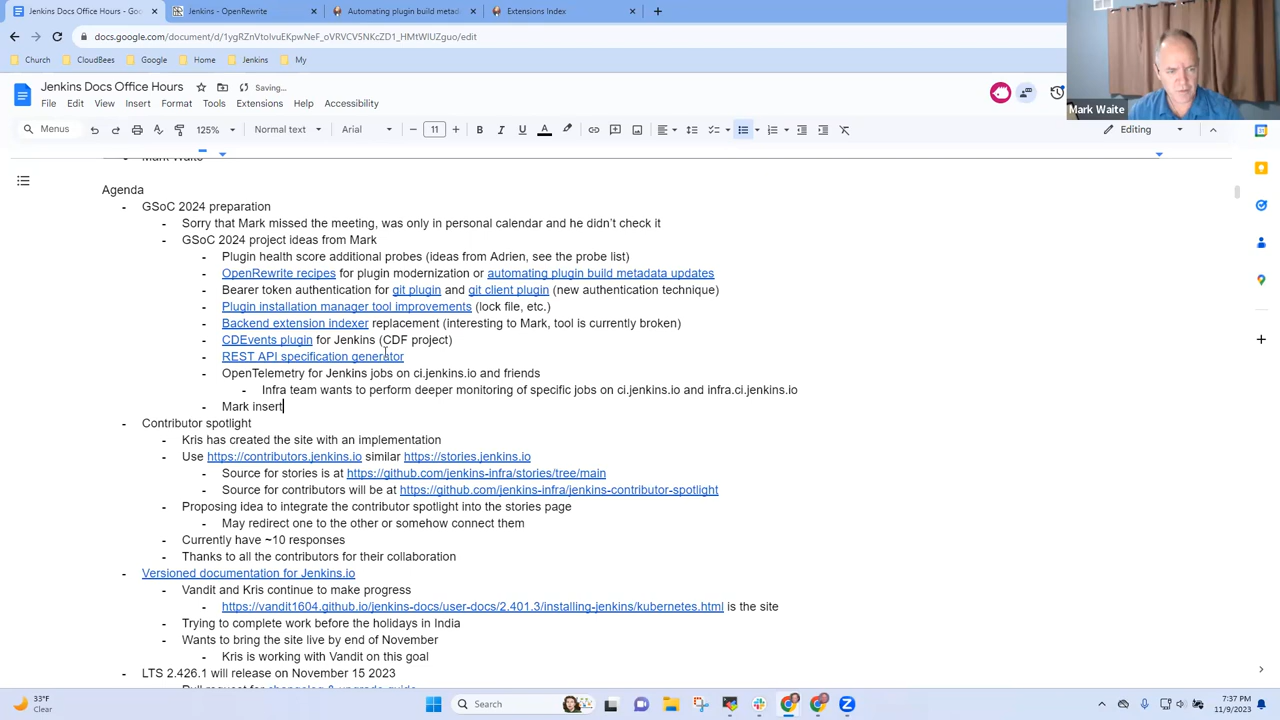 Jenkins Docs Office Hours - Goo
Jenkins - OpenRewrite
Automating plugin build metad
Extensions Index
docs.google.com/document/d/1ygRZnVtoIvuEKpwNeF_oVRVCV5NKcZD1_HMtWlUZguo/edit
Church
CloudBees
Google
Home
Jenkins
My
Jenkins Docs Office Hours
Saving...
File Edit View Insert Format Tools Extensions Help Accessibility
Mark Waite
Menus
125%
Normal text
Arial
11
Editing
Mark Waite
Agenda
- GSoC 2024 preparation
- Sorry that Mark missed the meeting, was only in personal calendar and he didn't check it
- GSoC 2024 project ideas from Mark
- Plugin health score additional probes (ideas from Adrien, see the probe list)
- OpenRewrite recipes for plugin modernization or automating plugin build metadata updates
- Bearer token authentication for git plugin and git client plugin (new authentication technique)
- Plugin installation manager tool improvements (lock file, etc.)
- Backend extension indexer replacement (interesting to Mark, tool is currently broken)
- CDEvents plugin for Jenkins (CDF project)
- REST API specification generator
- OpenTelemetry for Jenkins jobs on ci.jenkins.io and friends
- Infra team wants to perform deeper monitoring of specific jobs on ci.jenkins.io and infra.ci.jenkins.io
- Mark insert
- Contributor spotlight
- Kris has created the site with an implementation
- Use https://contributors.jenkins.io similar https://stories.jenkins.io
- Source for stories is at https://github.com/jenkins-infra/stories/tree/main
- Source for contributors will be at https://github.com/jenkins-infra/jenkins-contributor-spotlight
- Proposing idea to integrate the contributor spotlight into the stories page
- May redirect one to the other or somehow connect them
- Currently have ~10 responses
- Thanks to all the contributors for their collaboration
- Versioned documentation for Jenkins.io
- Vandit and Kris continue to make progress
- https://vandit1604.github.io/jenkins-docs/user-docs/2.401.3/installing-jenkins/kubernetes.html is the site
- Trying to complete work before the holidays in India
- Wants to bring the site live by end of November
- Kris is working with Vandit on this goal
- LTS 2.426.1 will release on November 15 2023
- Pull request for changelog & upgrade guide
33°F
Clear
Search
7:37 PM
11/9/2023